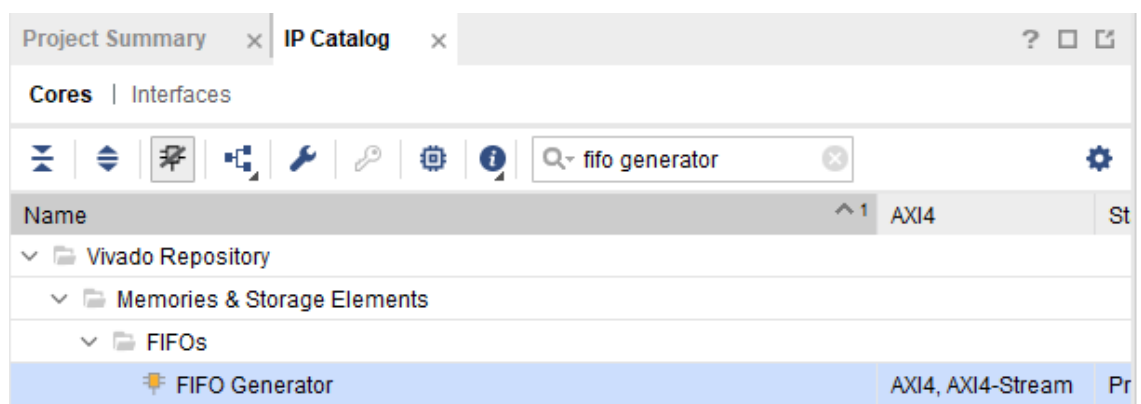 Project Summary × IP Catalog × ?
Cores | Interfaces
fifo generator
Name 1 AXI4 St
Vivado Repository
Memories & Storage Elements
FIFOs
FIFO Generator AXI4, AXI4-Stream Pr